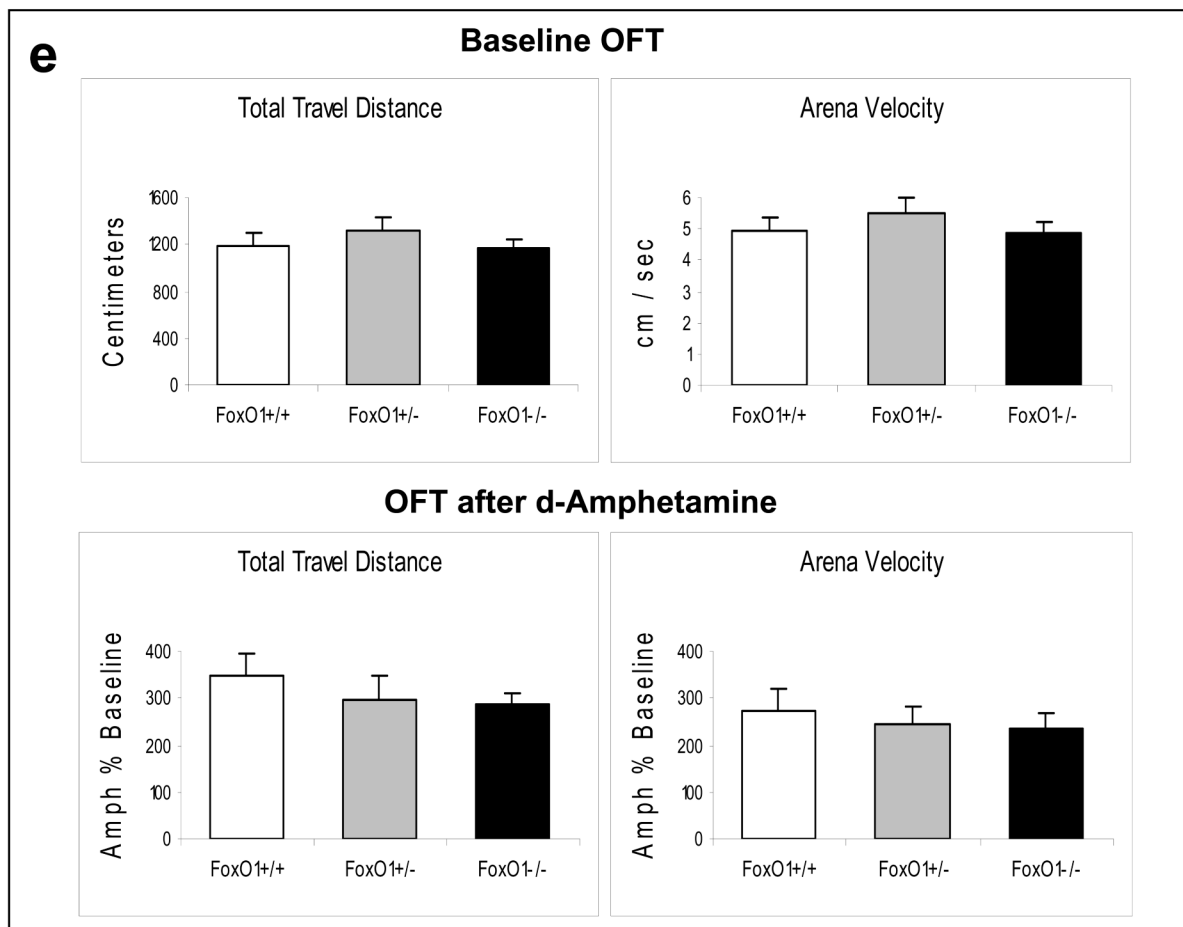 e
Baseline OFT
Total Travel Distance
Centimeters
1600
1200
800
400
0
FoxO1+/+ FoxO1+/- FoxO1-/-
Arena Velocity
cm / sec
6
5
4
3
2
1
0
FoxO1+/+ FoxO1+/- FoxO1-/-
OFT after d-Amphetamine
Total Travel Distance
Amph % Baseline
400
300
200
100
0
FoxO1+/+ FoxO1+/- FoxO1-/-
Arena Velocity
Amph % Baseline
400
300
200
100
0
FoxO1+/+ FoxO1+/- FoxO1-/-